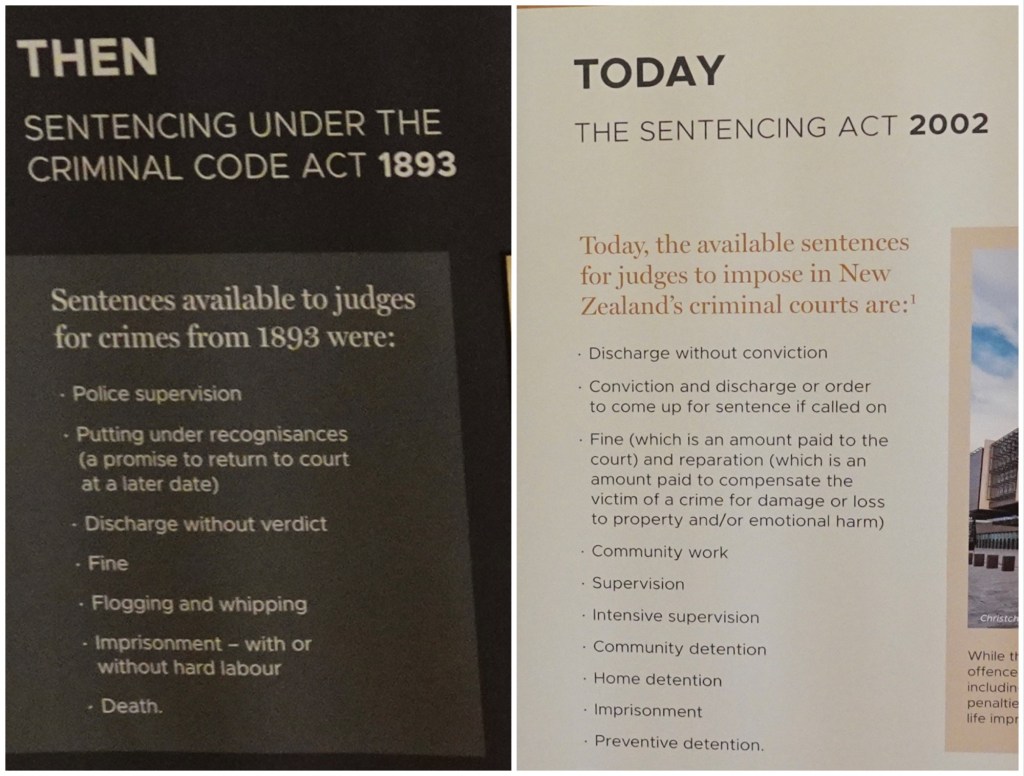 THEN
SENTENCING UNDER THE
CRIMINAL CODE ACT 1893
Sentences available to judges
for crimes from 1893 were:
· Police supervision
· Putting under recognisances
(a promise to return to court
at a later date)
· Discharge without verdict
· Fine
· Flogging and whipping
· Imprisonment – with or
without hard labour
· Death.
TODAY
THE SENTENCING ACT 2002
Today, the available sentences
for judges to impose in New
Zealand's criminal courts are:¹
· Discharge without conviction
· Conviction and discharge or order
to come up for sentence if called on
· Fine (which is an amount paid to the
court) and reparation (which is an
amount paid to compensate the
victim of a crime for damage or loss
to property and/or emotional harm)
· Community work
· Supervision
· Intensive supervision
· Community detention
· Home detention
· Imprisonment
· Preventive detention.
While
offence
penaltie
life